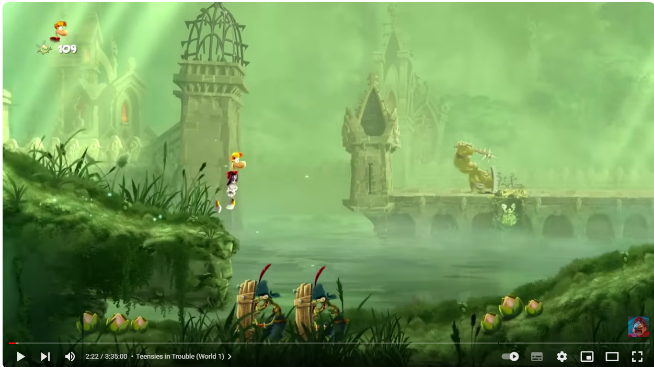 109
2:22 / 3:35:00 • Teensies in Trouble (World 1) >